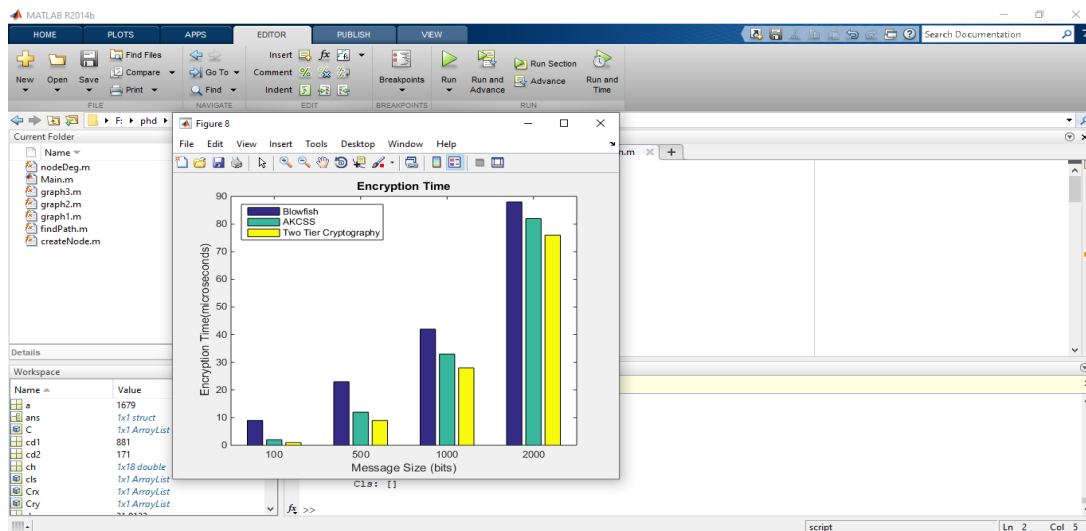 MATLAB R2014b
HOME PLOTS APPS EDITOR PUBLISH VIEW
Search Documentation
New Open Save
Find Files
Compare
Print
FILE
Go To
Find
NAVIGATE
Insert fx
Comment
Indent
EDIT
Breakpoints
BREAKPOINTS
Run
Run and Advance
Run Section
Advance
Run and Time
RUN
F: phd
Current Folder
Name
nodeDeg.m
Main.m
graph3.m
graph2.m
graph1.m
findPath.m
createNode.m
Details
Workspace
Name Value
a 1679
ans 1x1 struct
C 1x1 ArrayList
cd1 881
cd2 171
ch 1x18 double
cls 1x1 ArrayList
Crx 1x1 ArrayList
Cry 1x1 ArrayList
Figure 8
File Edit View Insert Tools Desktop Window Help
Encryption Time
Blowfish
AKCSS
Two Tier Cryptography
Encryption Time(microseconds)
90
80
70
60
50
40
30
20
10
0
100 500 1000 2000
Message Size (bits)
Cls: []
fx >>
script Ln 2 Col 5